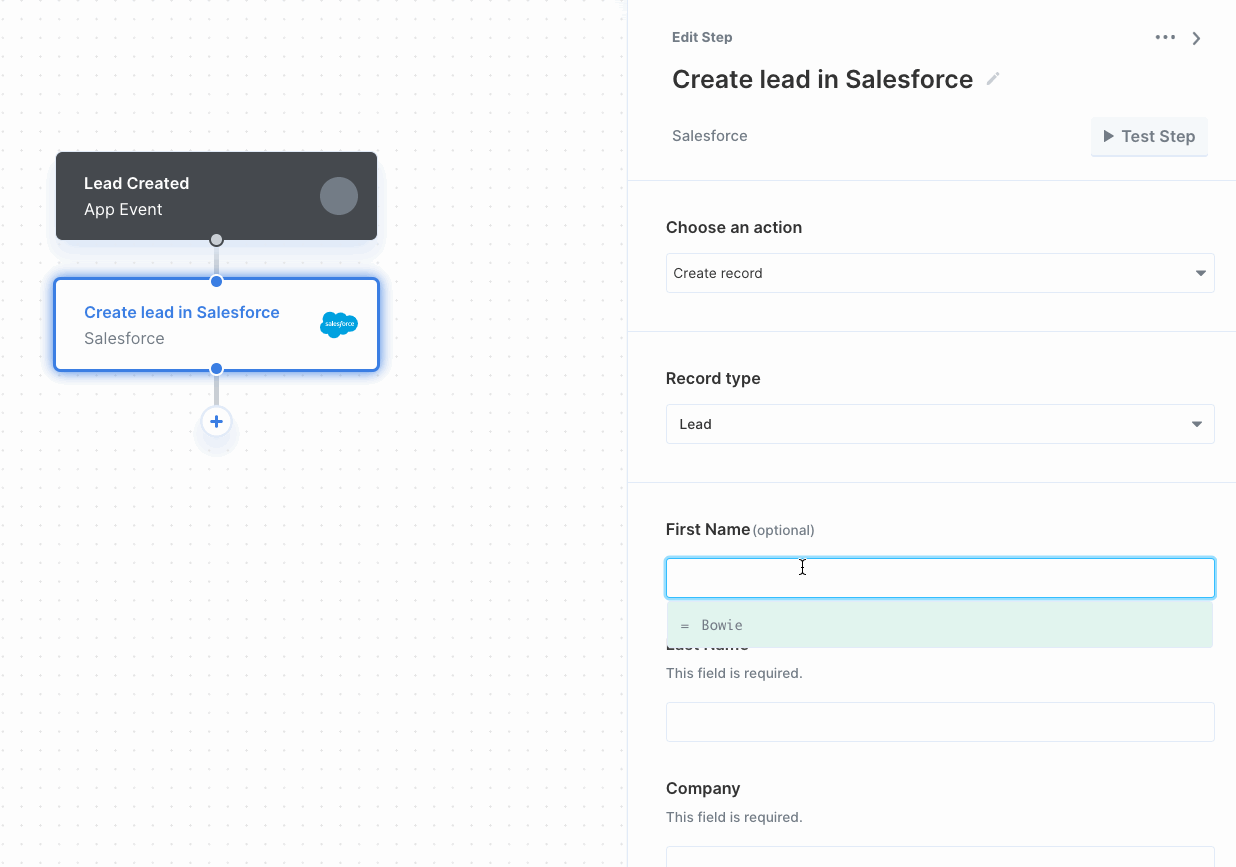 Lead Created
App Event
Create lead in Salesforce
Salesforce
salesforce
Edit Step
Create lead in Salesforce
Salesforce
Test Step
Choose an action
Create record
Record type
Lead
First Name (optional)
= Bowie
Last Name
This field is required.
Company
This field is required.